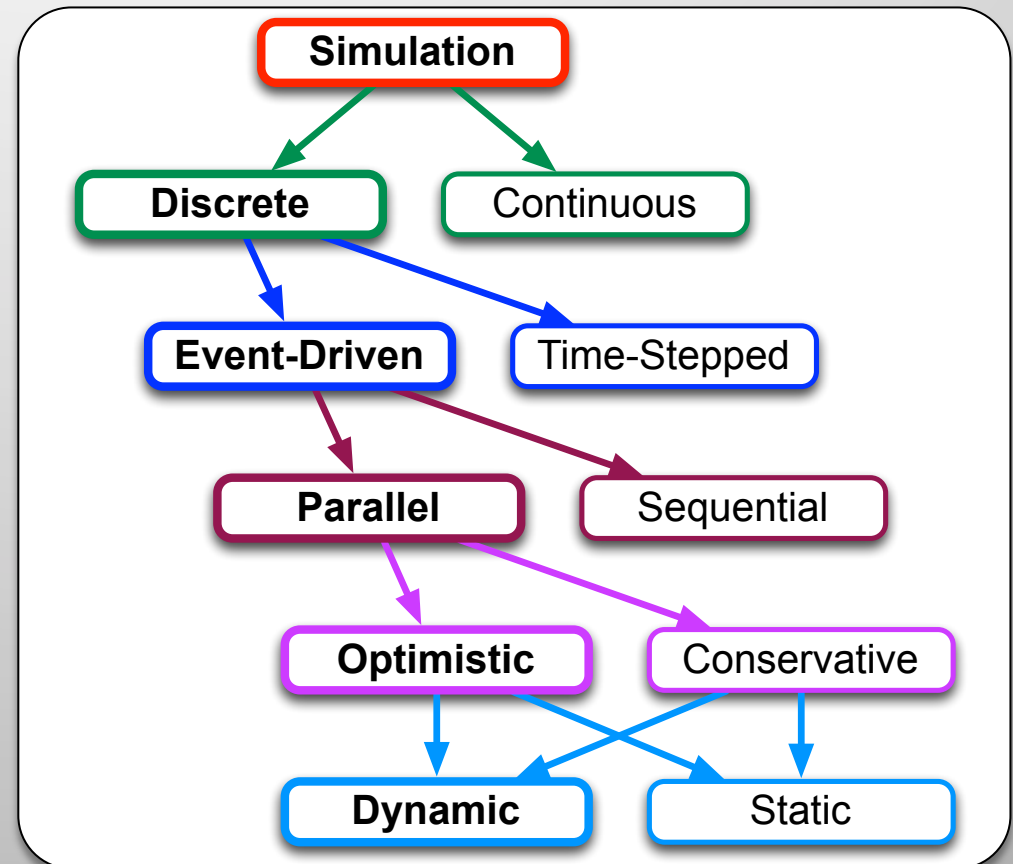 Simulation
Discrete
Continuous
Event-Driven
Time-Stepped
Parallel
Sequential
Optimistic
Conservative
Dynamic
Static